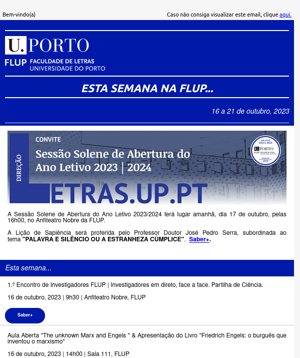 Bem-vindo(a)
Caso não consiga visualizar este email, clique aqui.
U. PORTO
FLUP FACULDADE DE LETRAS
UNIVERSIDADE DO PORTO
ESTA SEMANA NA FLUP...
16 a 21 de outubro, 2023
DIREÇÃO
CONVITE
Sessão Solene de Abertura do
Ano Letivo 2023 | 2024
U. PORTO
ETRAS.UP.PT
A Sessão Solene de Abertura do Ano Letivo 2023/2024 terá lugar amanhã, dia 17 de outubro, pelas
16h00, no Anfiteatro Nobre da FLUP.
A Lição de Sapiência será proferida pelo Professor Doutor José Pedro Serra, subordinada ao
tema "PALAVRA E SILÊNCIO OU A ESTRANHEZA CÚMPLICE". Saber+.
Esta semana...
1.º Encontro de Investigadores FLUP | Investigadores em direto, face a face. Partilha de Ciência.
16 de outubro, 2023 | 9h30 | Anfiteatro Nobre, FLUP
Saber+
Aula Aberta "The unknown Marx and Engels " & Apresentação do Livro "Friedrich Engels: o burguês que
inventou o marxismo"
16 de outubro, 2023 | 14h00 | Sala 111, FLUP